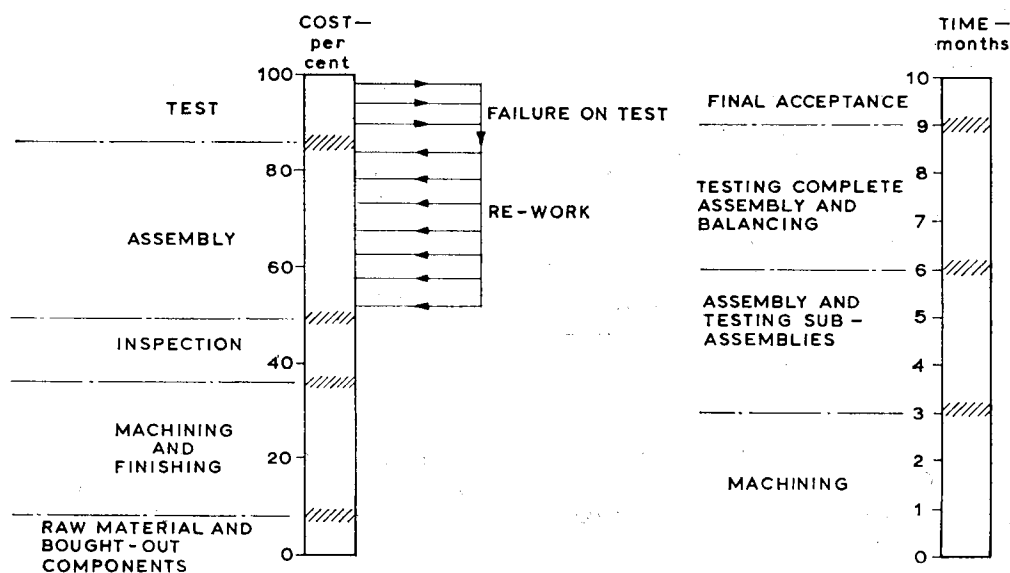 COST—
per
cent
100
TEST
FAILURE ON TEST
80
RE-WORK
ASSEMBLY
60
INSPECTION
40
MACHINING
AND
FINISHING
20
RAW MATERIAL AND
BOUGHT-OUT
COMPONENTS
0
TIME—
months
10
FINAL ACCEPTANCE
9
8
TESTING COMPLETE
ASSEMBLY AND
BALANCING
7
6
ASSEMBLY AND
TESTING SUB-
ASSEMBLIES
5
4
3
2
MACHINING
1
0